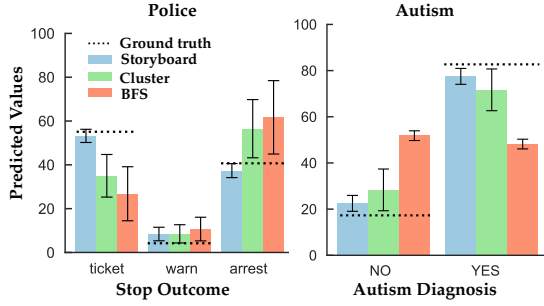 Police
Autism
100
80
60
40
20
0
Predicted Values
Ground truth
Storyboard
Cluster
BFS
ticket
warn
arrest
Stop Outcome
100
80
60
40
20
0
NO
YES
Autism Diagnosis